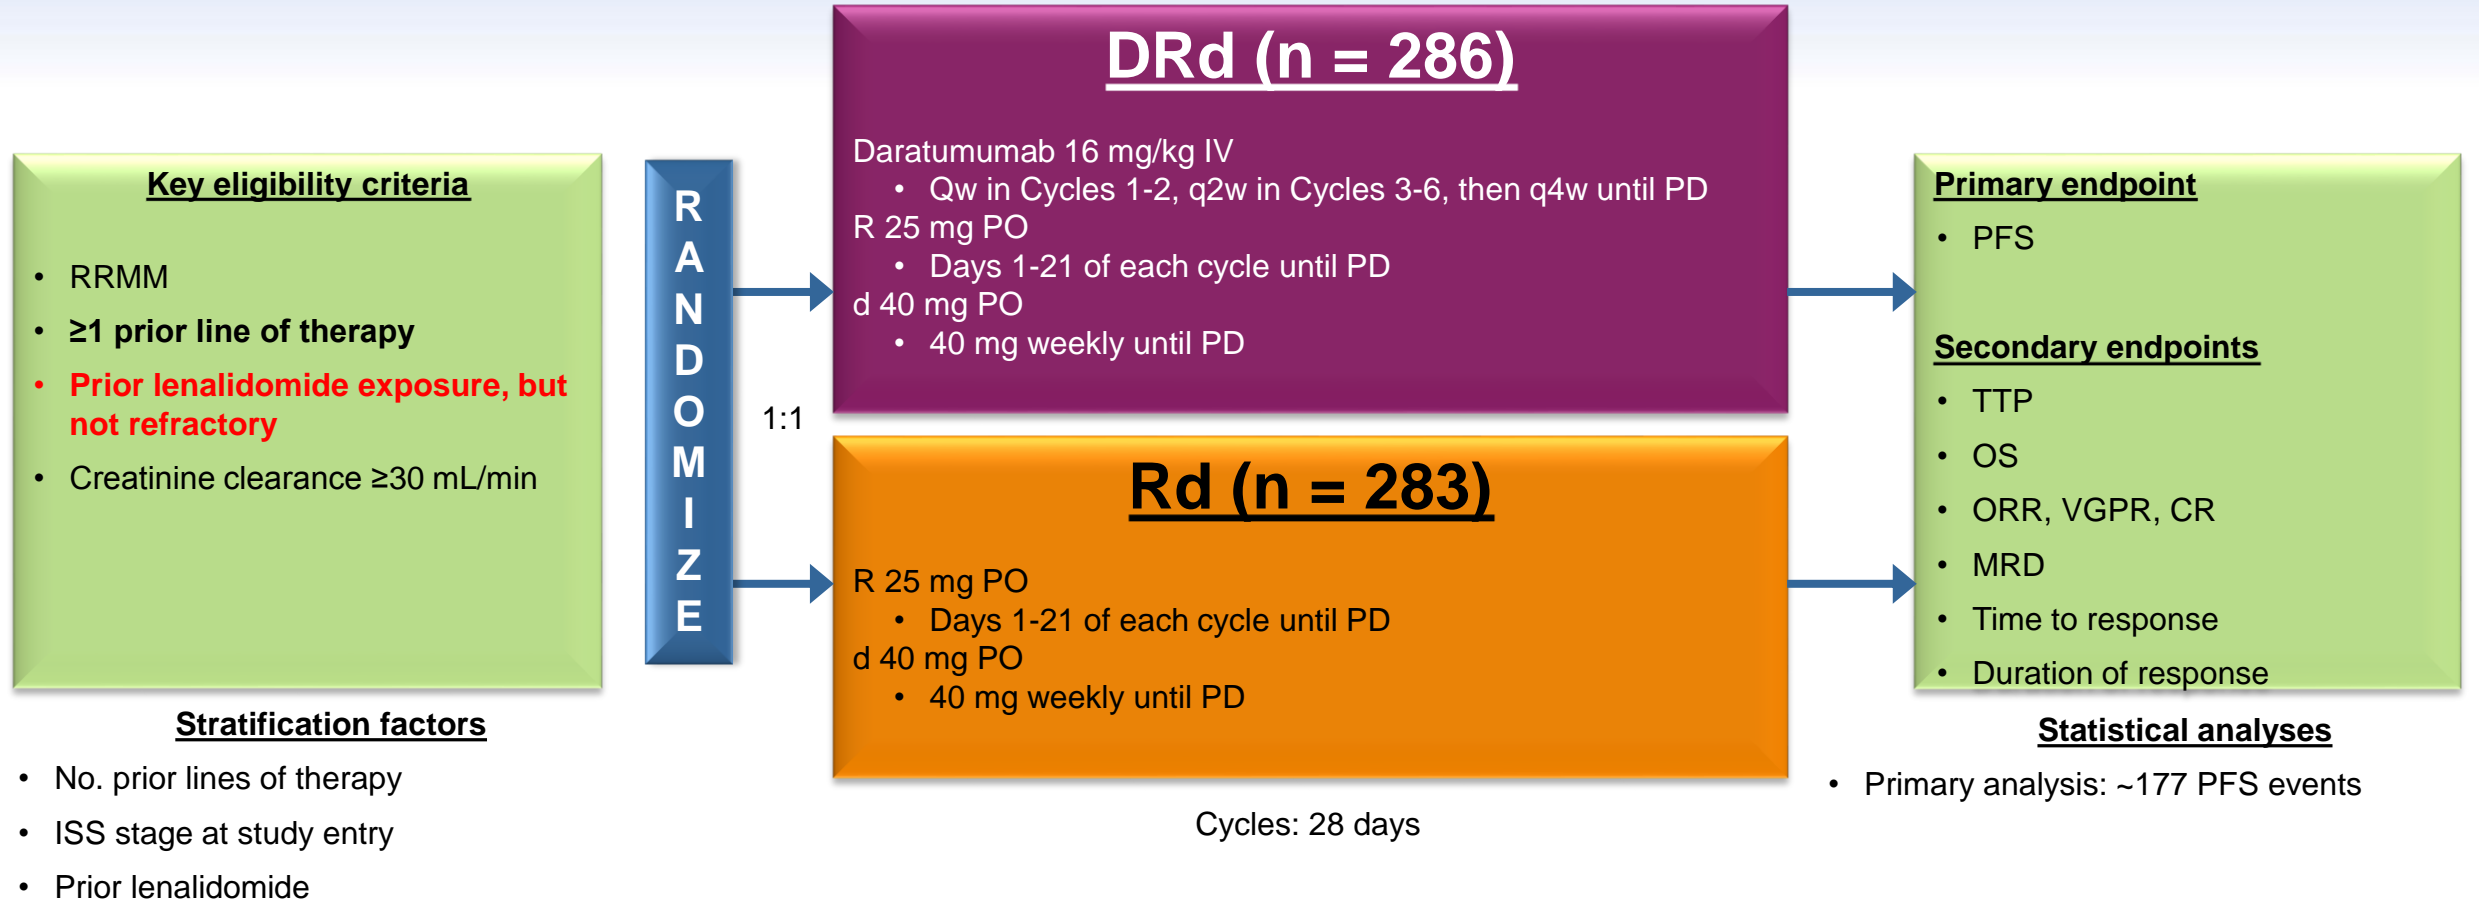 Key eligibility criteria
• RRMM
• ≥1 prior line of therapy
• Prior lenalidomide exposure, but
not refractory
• Creatinine clearance ≥30 mL/min
Stratification factors
• No. prior lines of therapy
• ISS stage at study entry
• Prior lenalidomide
R
A
N
D
O
M
I
Z
E
1:1
DRd (n = 286)
Daratumumab 16 mg/kg IV
• Qw in Cycles 1-2, q2w in Cycles 3-6, then q4w until PD
R 25 mg PO
• Days 1-21 of each cycle until PD
d 40 mg PO
• 40 mg weekly until PD
Rd (n = 283)
R 25 mg PO
• Days 1-21 of each cycle until PD
d 40 mg PO
• 40 mg weekly until PD
Cycles: 28 days
Primary endpoint
• PFS
Secondary endpoints
• TTP
• OS
• ORR, VGPR, CR
• MRD
• Time to response
• Duration of response
Statistical analyses
• Primary analysis: ~177 PFS events